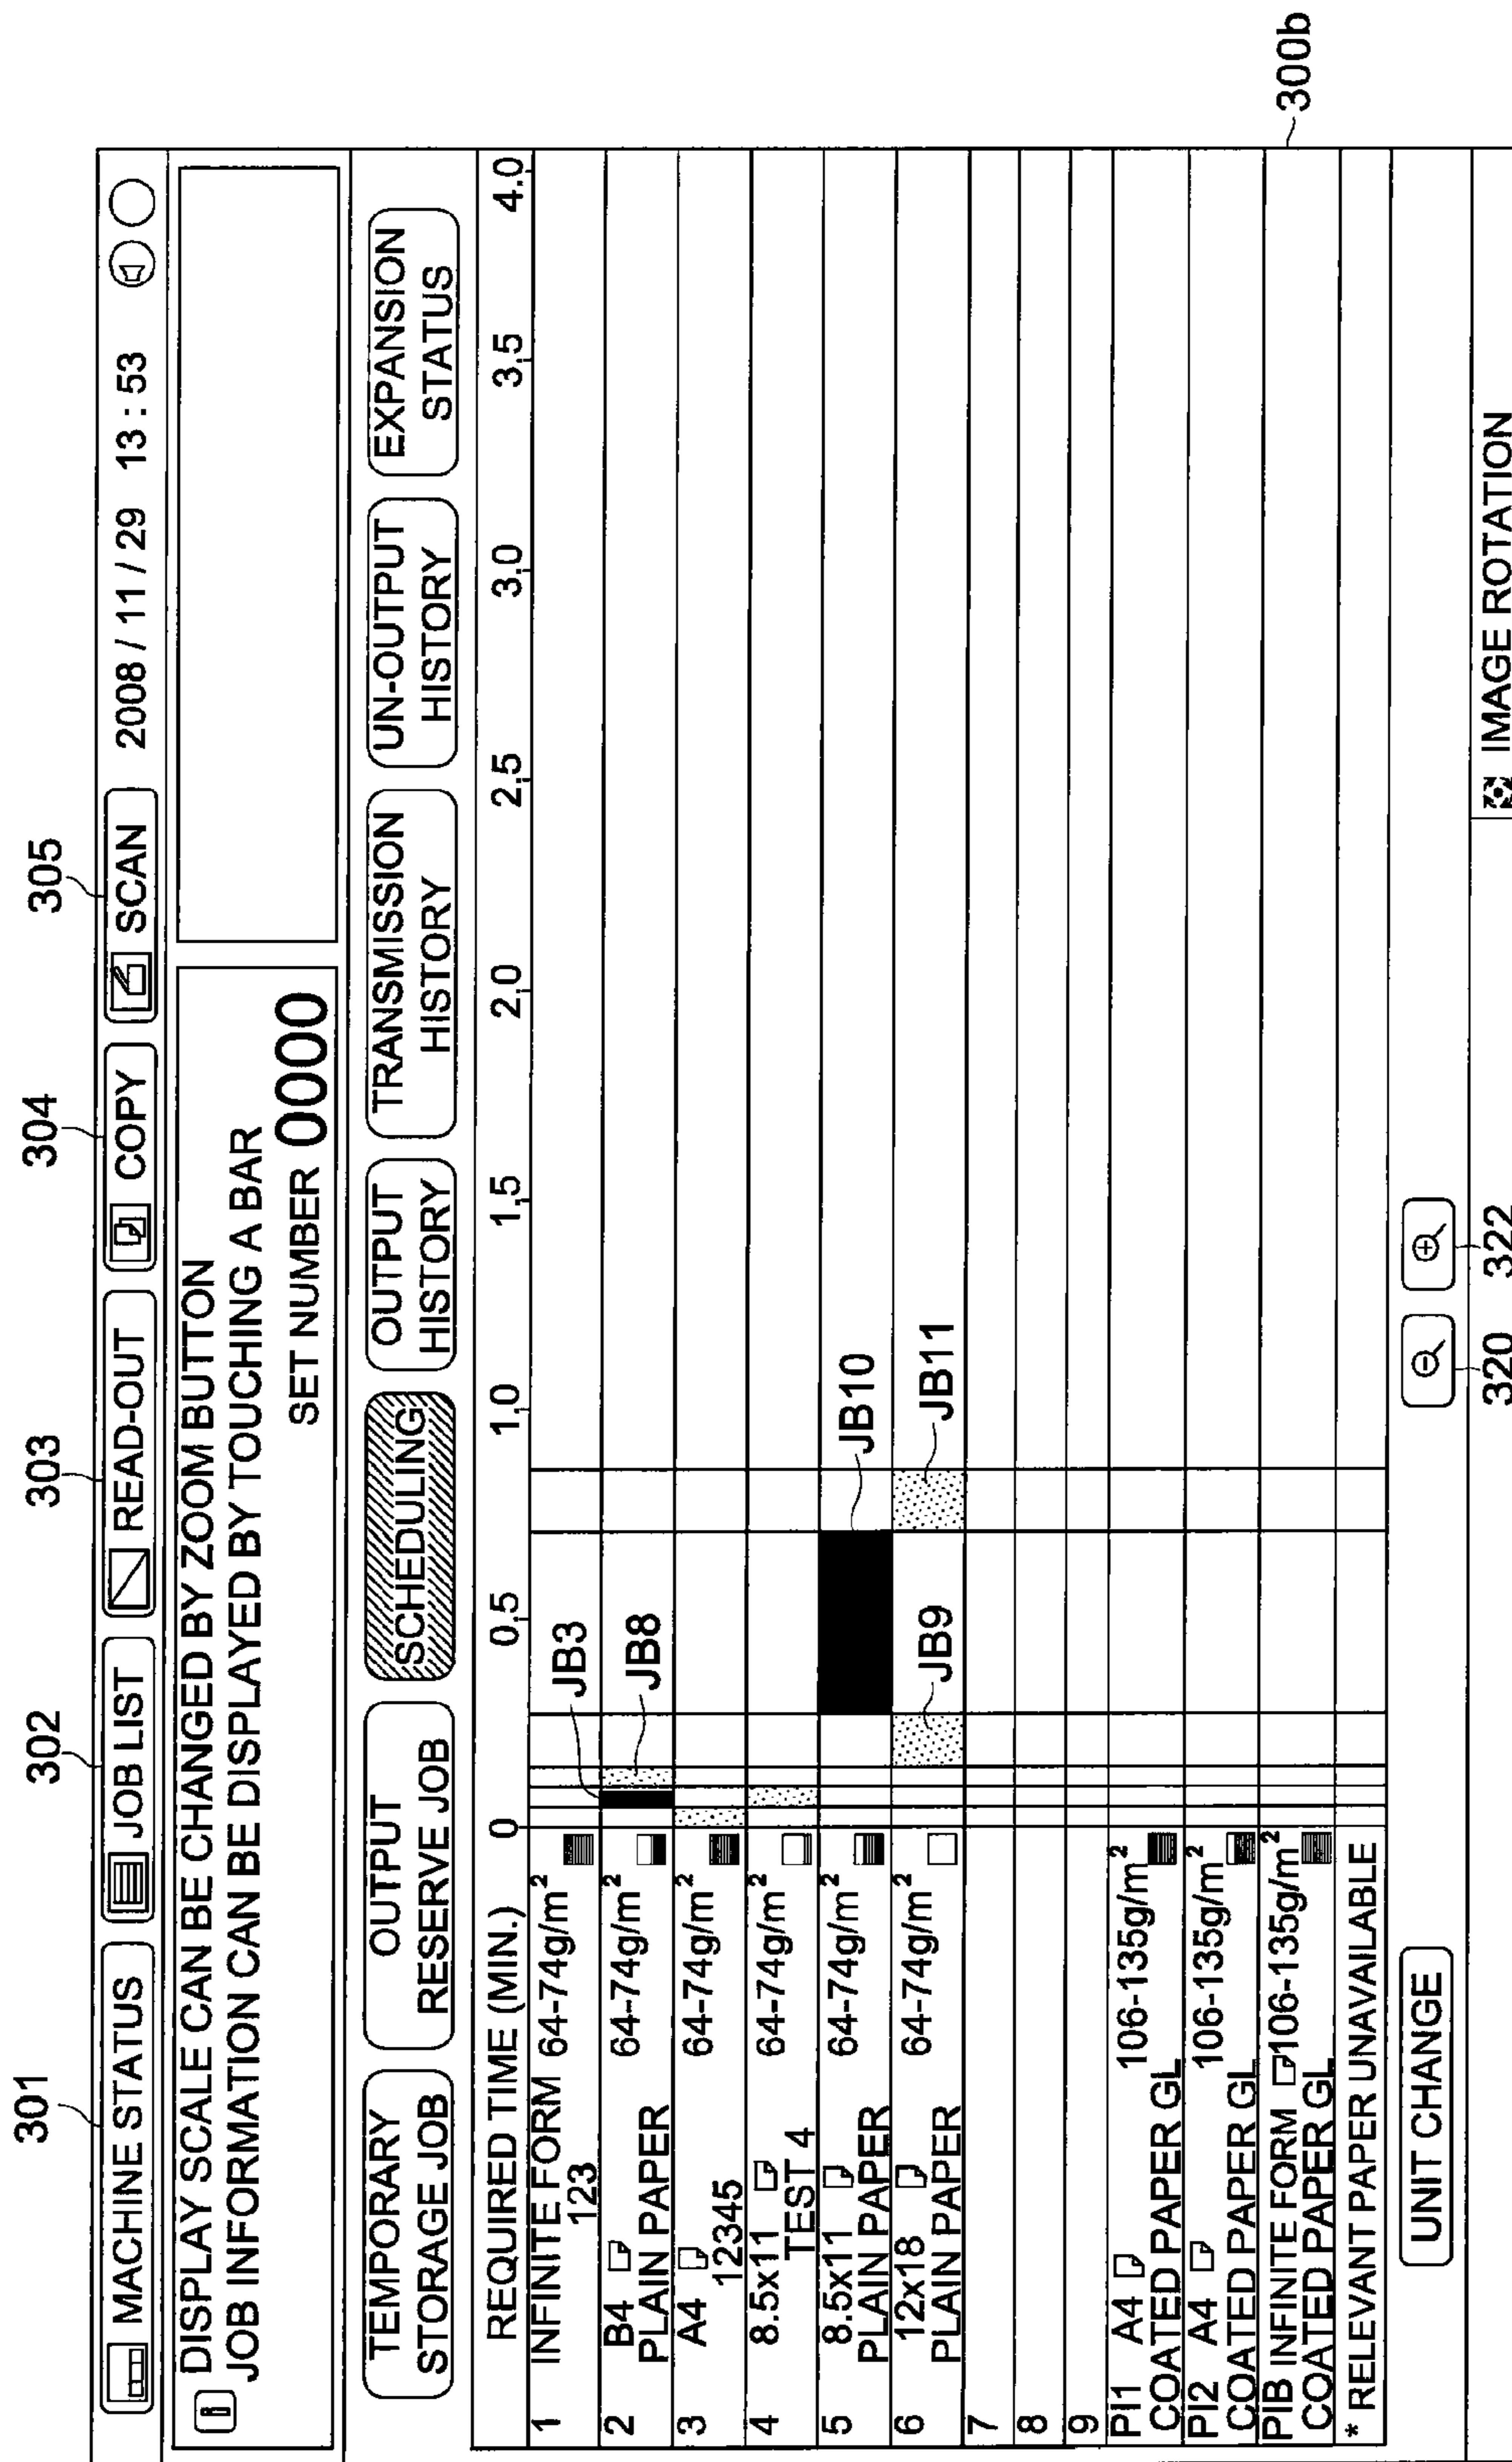 301 302 303 304 305
MACHINE STATUS JOB LIST READ-OUT COPY SCAN 2008 / 11 / 29 13 : 53
i DISPLAY SCALE CAN BE CHANGED BY ZOOM BUTTON
JOB INFORMATION CAN BE DISPLAYED BY TOUCHING A BAR
SET NUMBER 0000
TEMPORARY STORAGE JOB
OUTPUT RESERVE JOB
SCHEDULING
OUTPUT HISTORY
TRANSMISSION HISTORY
UN-OUTPUT HISTORY
EXPANSION STATUS
REQUIRED TIME (MIN.) 0 0.5 1.0 1.5 2.0 2.5 3.0 3.5 4.0
1 INFINITE FORM 64-74g/m²
123
JB3
2 B4 64-74g/m²
PLAIN PAPER
JB8
3 A4 64-74g/m²
12345
4 8.5x11 64-74g/m²
TEST 4
5 8.5x11 64-74g/m²
PLAIN PAPER
JB10
6 12x18 64-74g/m²
PLAIN PAPER
JB9 JB11
7
8
9
PI1 A4 106-135g/m²
COATED PAPER GL
PI2 A4 106-135g/m²
COATED PAPER GL
PIB INFINITE FORM 106-135g/m²
COATED PAPER GL
300b
* RELEVANT PAPER UNAVAILABLE
UNIT CHANGE
320 322
IMAGE ROTATION